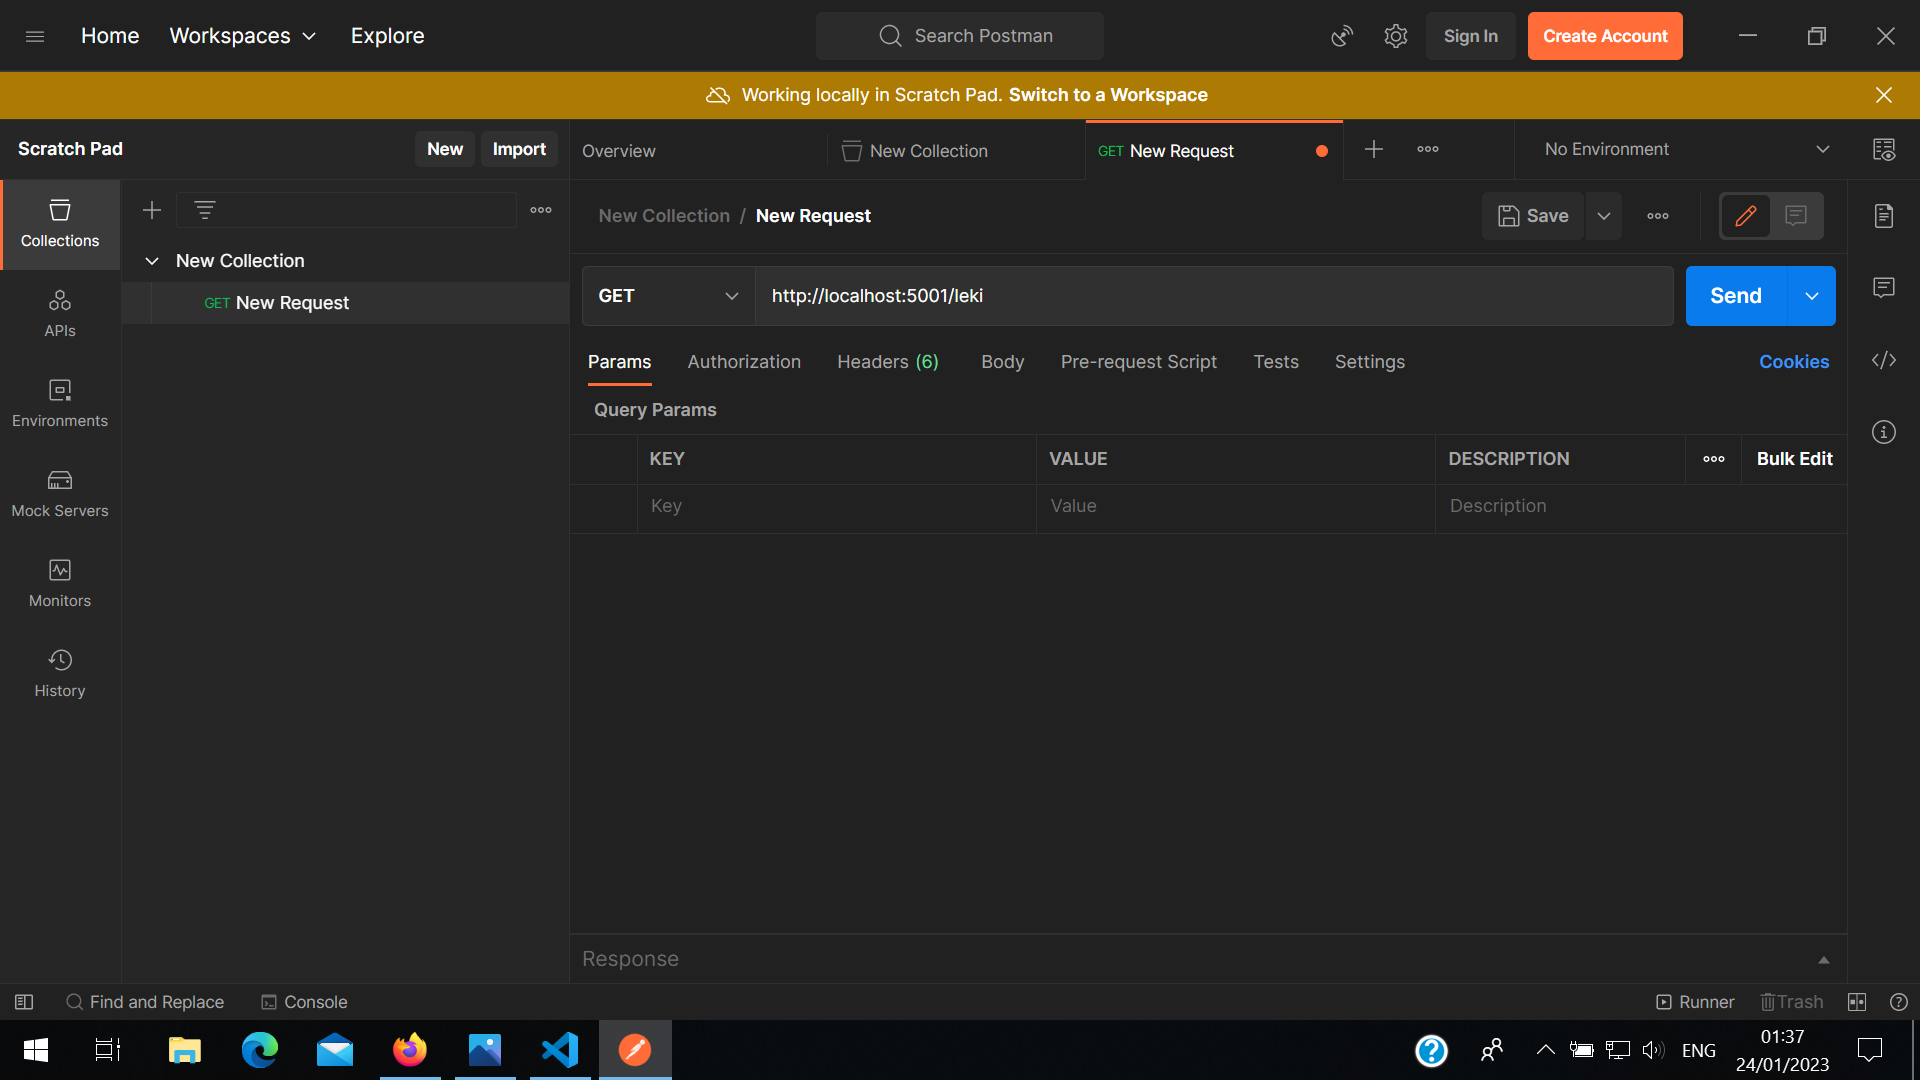 Home Workspaces Explore
Search Postman
Sign In Create Account
Working locally in Scratch Pad. Switch to a Workspace
Scratch Pad New Import
Overview New Collection GET New Request
No Environment
Collections
New Collection
GET New Request
APIs
Environments
Mock Servers
Monitors
History
New Collection / New Request
Save
GET http://localhost:5001/leki Send
Params Authorization Headers (6) Body Pre-request Script Tests Settings Cookies
Query Params
KEY VALUE DESCRIPTION Bulk Edit
Key Value Description
Response
Find and Replace Console Runner Trash
ENG
01:37
24/01/2023